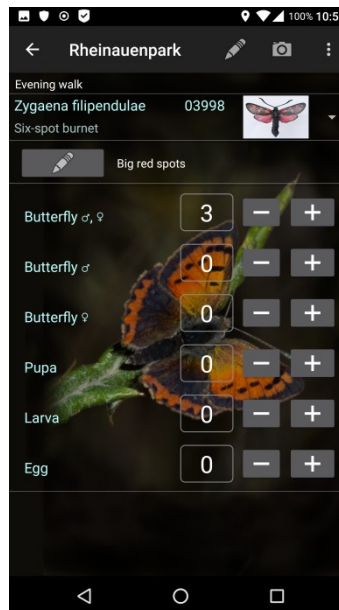 100% 10:5
Rheinauenpark
Evening walk
Zygaena filipendulae 03998
Six-spot burnet
Big red spots
Butterfly ♂, ♀ 3 − +
Butterfly ♂ 0 − +
Butterfly ♀ 0 − +
Pupa 0 − +
Larva 0 − +
Egg 0 − +